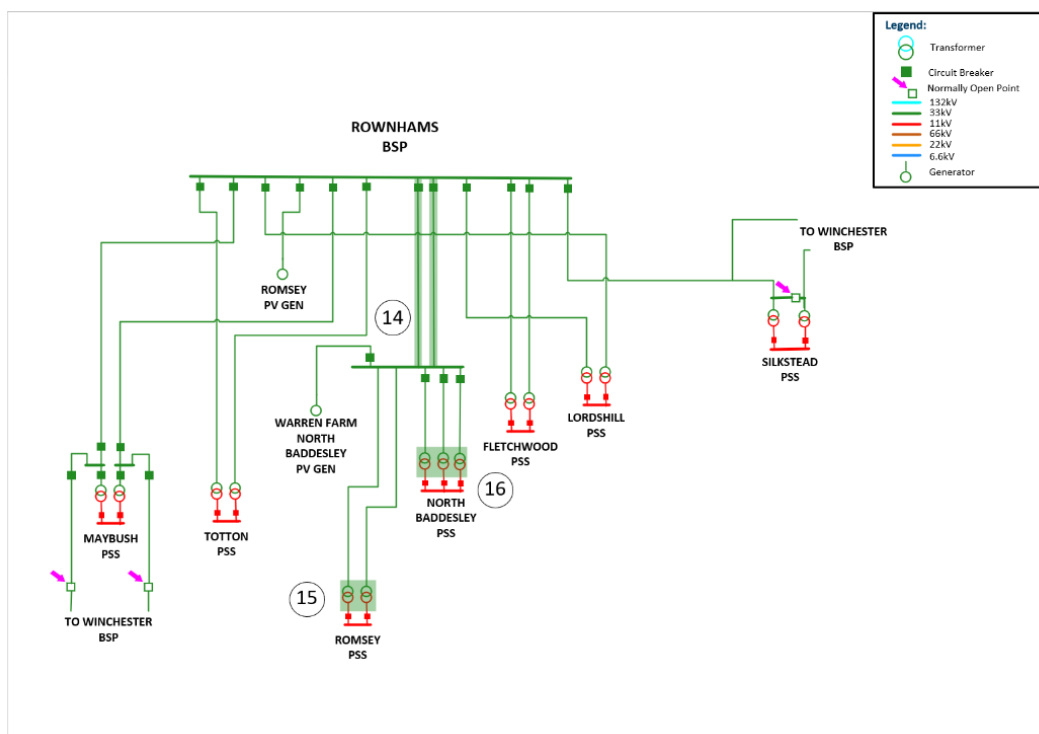 Legend:
Transformer
Circuit Breaker
Normally Open Point
132kV
33kV
11kV
66kV
22kV
6.6kV
Generator
ROWNHAMS
BSP
TO WINCHESTER
BSP
ROMSEY
PV GEN
14
SILKSTEAD
PSS
WARREN FARM
NORTH
BADDESLEY
PV GEN
LORDSHILL
PSS
FLETCHWOOD
PSS
16
NORTH
BADDESLEY
PSS
MAYBUSH
PSS
TOTTON
PSS
15
TO WINCHESTER
BSP
ROMSEY
PSS